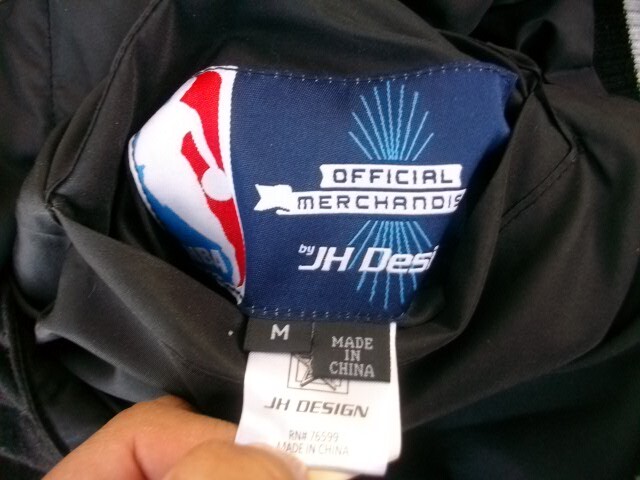 OFFICIAL
MERCHANDIS
by JH Desi
M
MADE
IN
CHINA
JH DESIGN
RN# 76599
MADE IN CHINA